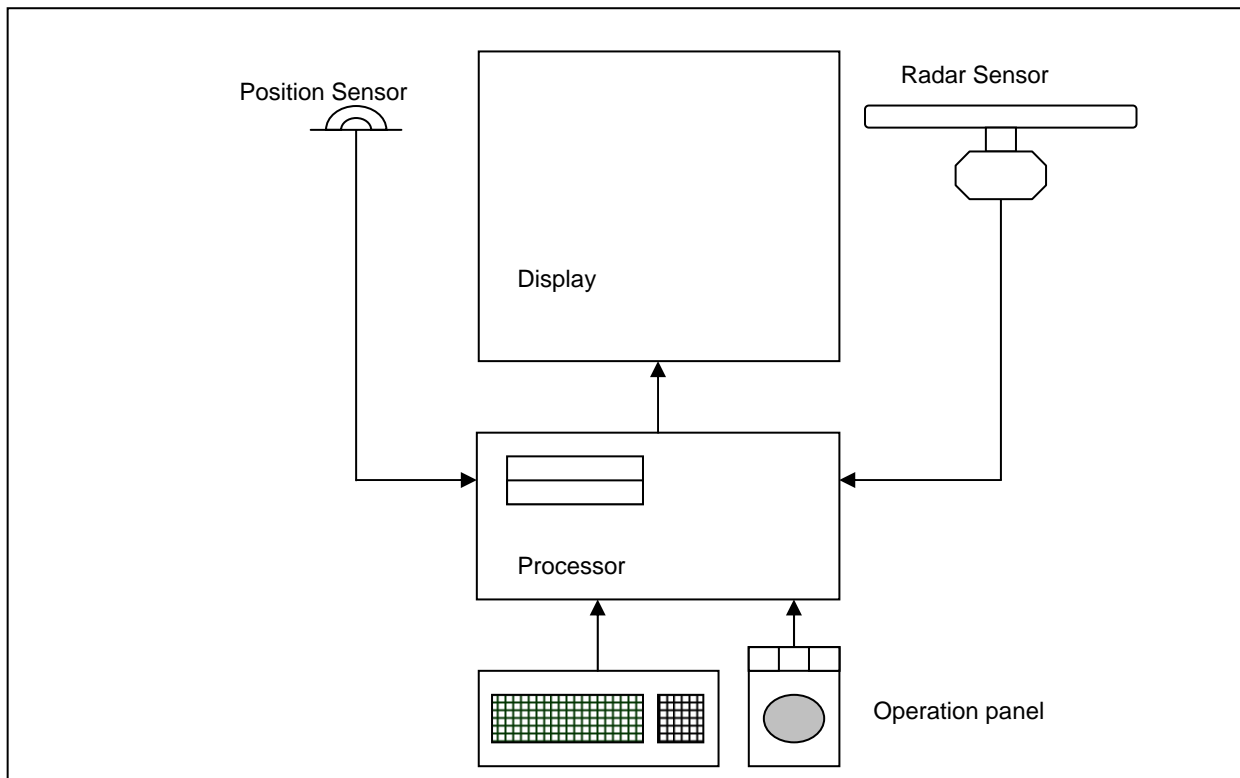 Position Sensor
Radar Sensor
Display
Processor
Operation panel